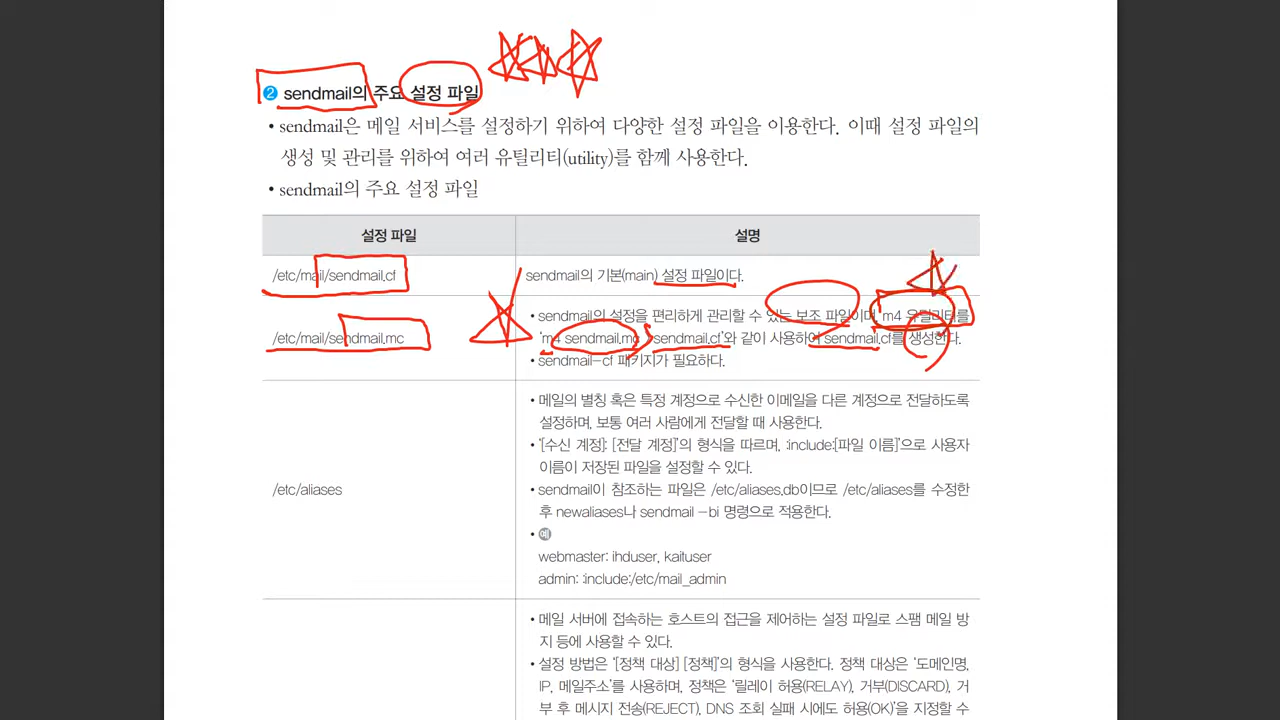 2 sendmail의 주요 설정 파일
• sendmail은 메일 서비스를 설정하기 위하여 다양한 설정 파일을 이용한다. 이때 설정 파일의
생성 및 관리를 위하여 여러 유틸리티(utility)를 함께 사용한다.
• sendmail의 주요 설정 파일
설정 파일 설명
/etc/mail/sendmail.cf sendmail의 기본(main) 설정 파일이다.
/etc/mail/sendmail.mc
• sendmail의 설정을 편리하게 관리할 수 있는 보조 파일이며, m4 유틸리티를
'm4 sendmail.mc > sendmail.cf'와 같이 사용하여 sendmail.cf를 생성한다.
• sendmail-cf 패키지가 필요하다.
/etc/aliases
• 메일의 별칭 혹은 특정 계정으로 수신한 이메일을 다른 계정으로 전달하도록
설정하며, 보통 여러 사람에게 전달할 때 사용한다.
• '[수신 계정]: [전달 계정]'의 형식을 따르며, :include:[파일 이름]'으로 사용자
이름이 저장된 파일을 설정할 수 있다.
• sendmail이 참조하는 파일은 /etc/aliases.db이므로 /etc/aliases를 수정한
후 newaliases나 sendmail -bi 명령으로 적용한다.
• 예
webmaster: ihduser, kaituser
admin: :include:/etc/mail_admin
• 메일 서버에 접속하는 호스트의 접근을 제어하는 설정 파일로 스팸 메일 방
지 등에 사용할 수 있다.
• 설정 방법은 '[정책 대상] [정책]'의 형식을 사용한다. 정책 대상은 '도메인명,
IP, 메일주소'를 사용하며, 정책은 '릴레이 허용(RELAY), 거부(DISCARD), 거
부 후 메시지 전송(REJECT), DNS 조회 실패 시에도 허용(OK)'을 지정할 수